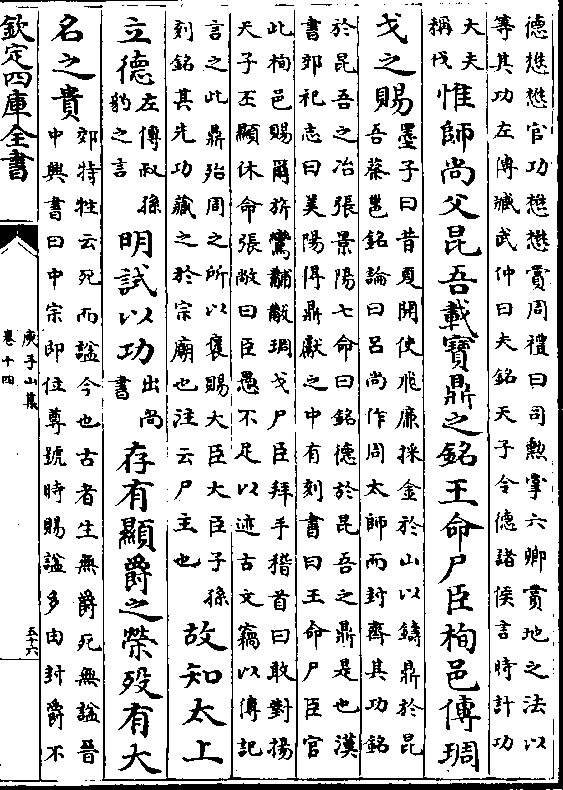 德懋懋官功懋懋賞周禮曰司勲掌六卿賞地之法以
等其功左傳臧武仲曰夫銘天子令德諸侯言時計功
大夫
稱伐
惟師尚父昆吾載寶鼎之銘王命尸臣栒邑傳琱
戈之賜
墨子曰昔夏開使飛廉採金於山以鑄鼎於昆
吾蔡邕銘論曰呂尚作周太師而封齊其功銘
於昆吾之冶張景陽七命曰銘德於昆吾之鼎是也漢
書郊祀志曰美陽得鼎獻之中有刻書曰王命尸臣官
此栒邑賜爾旂鸞黼黻琱戈尸臣拜手稽首曰敢對揚
天子丕顯休命張敞曰臣愚不足以迹古文竊以傳記
言之此鼎殆周之所以褒賜大臣大臣子孫
刻銘其先功藏之於宗廟也注云尸主也
故知太上
立德
左傳叔孫
豹之言
明試以功
出尚
書
存有顯爵之榮歿有大
名之貴
郊特牲云死而諡今也古者生無爵死無諡晉
中興書曰中宗即位尊號時賜諡多由封爵不
欽定四庫全書
庾子山集
卷十四
五十六